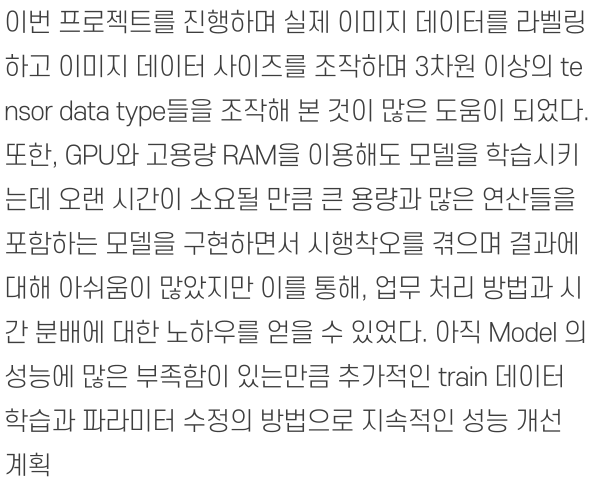 이번 프로젝트를 진행하며 실제 이미지 데이터를 라벨링
하고 이미지 데이터 사이즈를 조작하며 3차원 이상의 te
nsor data type들을 조작해 본 것이 많은 도움이 되었다.
또한, GPU와 고용량 RAM을 이용해도 모델을 학습시키
는데 오랜 시간이 소요될 만큼 큰 용량과 많은 연산들을
포함하는 모델을 구현하면서 시행착오를 겪으며 결과에
대해 아쉬움이 많았지만 이를 통해, 업무 처리 방법과 시
간 분배에 대한 노하우를 얻을 수 있었다. 아직 Model 의
성능에 많은 부족함이 있는만큼 추가적인 train 데이터
학습과 파라미터 수정의 방법으로 지속적인 성능 개선
계획